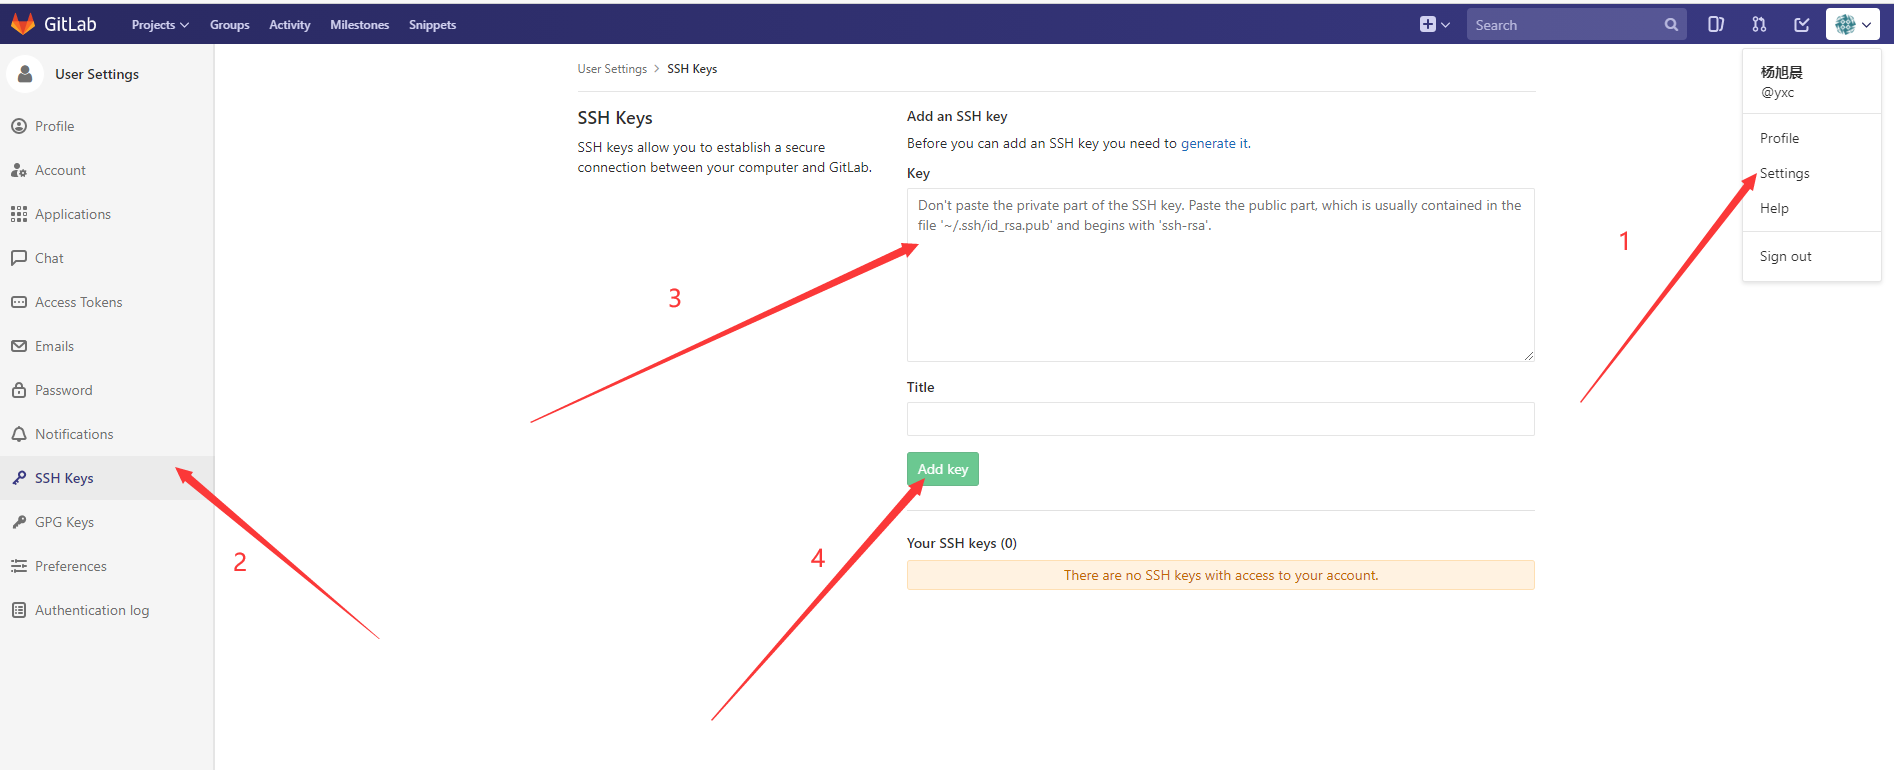 GitLab
Projects
Groups
Activity
Milestones
Snippets
Search
User Settings
Profile
Account
Applications
Chat
Access Tokens
Emails
Password
Notifications
SSH Keys
GPG Keys
Preferences
Authentication log
2
User Settings > SSH Keys
SSH Keys
SSH keys allow you to establish a secure
connection between your computer and GitLab.
3
Add an SSH key
Before you can add an SSH key you need to generate it.
Key
Don't paste the private part of the SSH key. Paste the public part, which is usually contained in the
file '~/.ssh/id_rsa.pub' and begins with 'ssh-rsa'.
Title
Add key
4
Your SSH keys (0)
There are no SSH keys with access to your account.
杨旭晨
@yxc
Profile
Settings
Help
Sign out
1